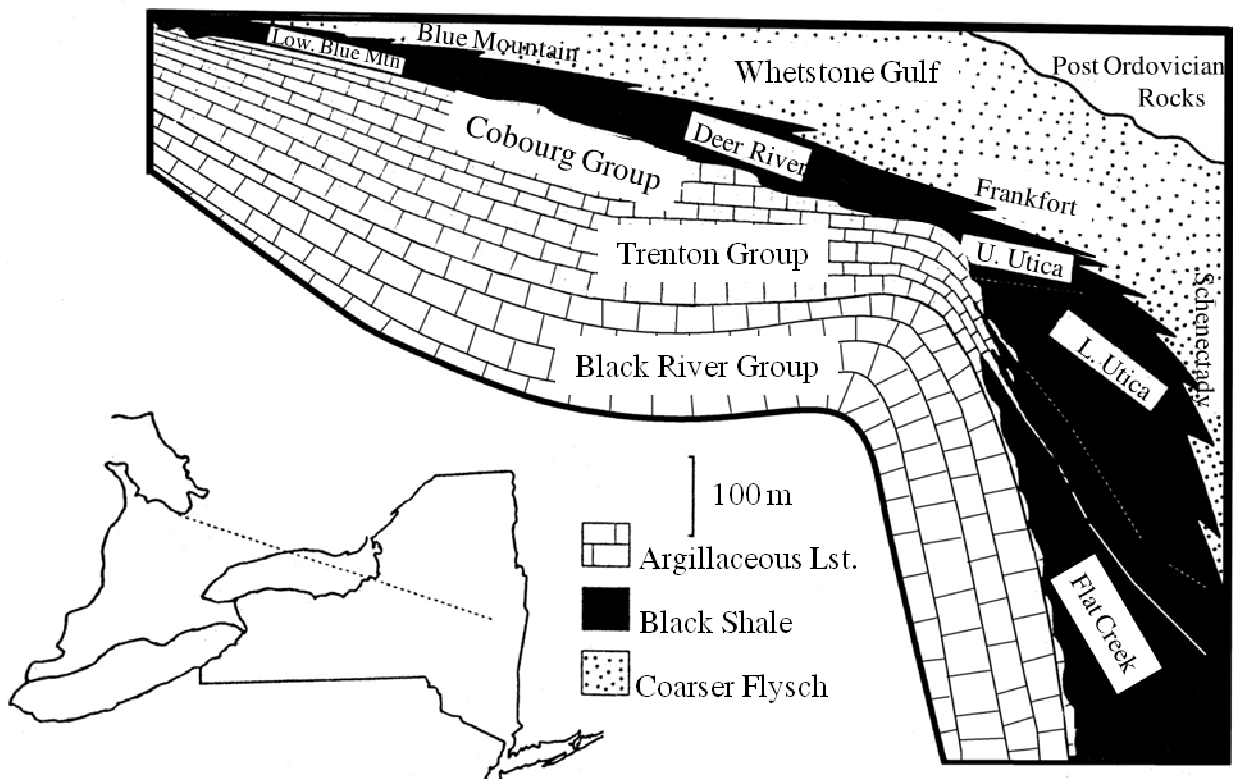 Low. Blue Mtn
Blue Mountain
Whetstone Gulf
Post Ordovician
Rocks
Cobourg Group
Deer River
Frankfort
Trenton Group
U. Utica
Schenectady
L. Utica
Black River Group
100 m
Argillaceous Lst.
Flat Creek
Black Shale
Coarser Flysch